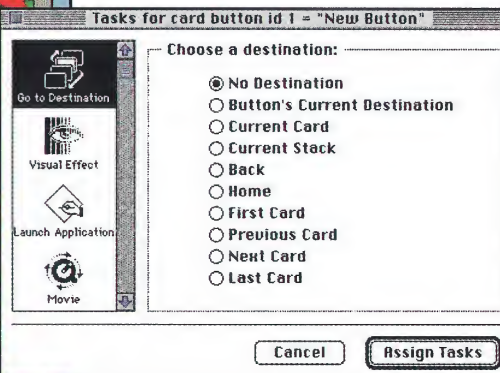 Tasks for card button id 1 = "New Button"
Go to Destination
Visual Effect
Launch Application
Movie
Choose a destination:
No Destination
Button's Current Destination
Current Card
Current Stack
Back
Home
First Card
Previous Card
Next Card
Last Card
Cancel
Assign Tasks